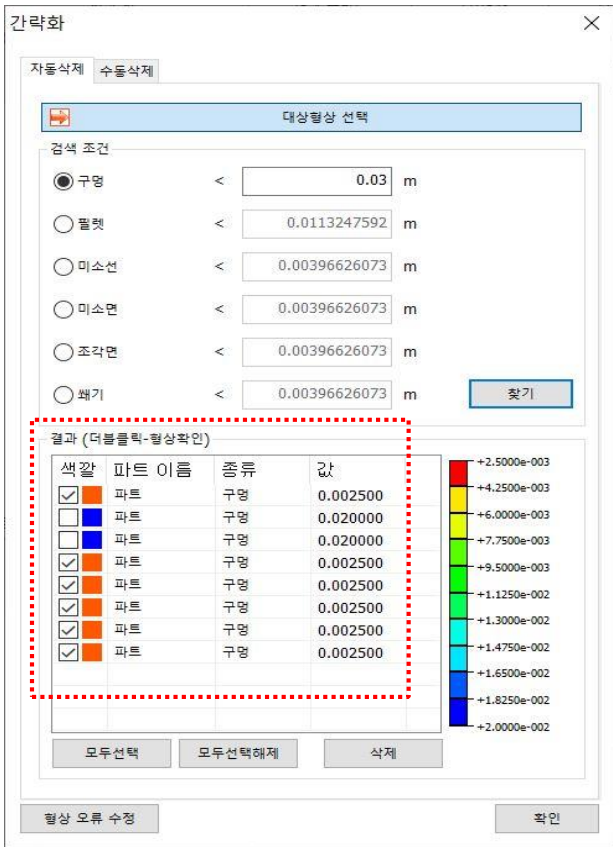 간략화
자동삭제 수동삭제
대상형상 선택
검색 조건
구멍 < 0.03 m
필렛 < 0.0113247592 m
미소선 < 0.00396626073 m
미소면 < 0.00396626073 m
조각면 < 0.00396626073 m
쐐기 < 0.00396626073 m 찾기
결과 (더블클릭-형상확인)
색깔 파트 이름 종류 값
파트 구멍 0.002500
파트 구멍 0.020000
파트 구멍 0.020000
파트 구멍 0.002500
파트 구멍 0.002500
파트 구멍 0.002500
파트 구멍 0.002500
파트 구멍 0.002500
+2.5000e-003
+4.2500e-003
+6.0000e-003
+7.7500e-003
+9.5000e-003
+1.1250e-002
+1.3000e-002
+1.4750e-002
+1.6500e-002
+1.8250e-002
+2.0000e-002
모두선택 모두선택해제 삭제
형상 오류 수정 확인